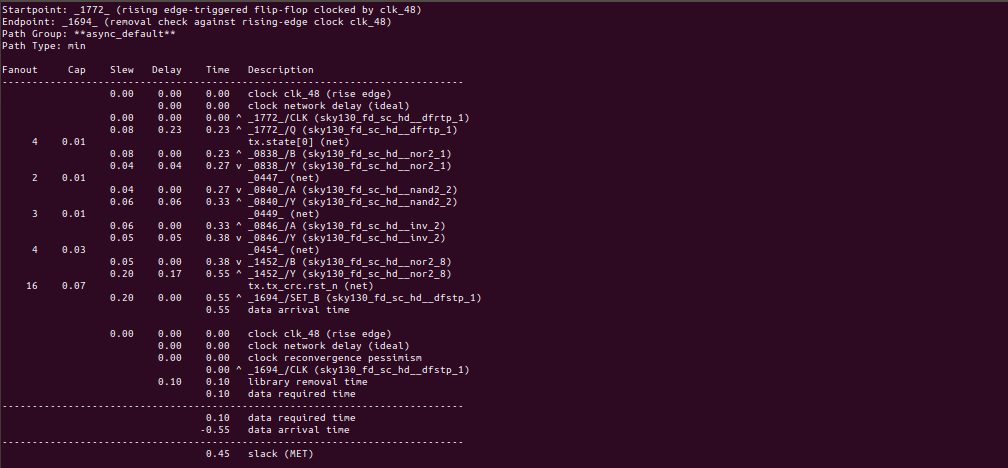 Startpoint: _1772_ (rising edge-triggered flip-flop clocked by clk_48)
Endpoint: _1694_ (removal check against rising-edge clock clk_48)
Path Group: **async_default**
Path Type: min
Fanout Cap Slew Delay Time Description
-----------------------------------------------------------------------------
0.00 0.00 0.00 clock clk_48 (rise edge)
0.00 0.00 clock network delay (ideal)
0.00 0.00 0.00 ^ _1772_/CLK (sky130_fd_sc_hd__dfrtp_1)
0.08 0.23 0.23 ^ _1772_/Q (sky130_fd_sc_hd__dfrtp_1)
4 0.01 tx.state[0] (net)
0.08 0.00 0.23 ^ _0838_/B (sky130_fd_sc_hd__nor2_1)
0.04 0.04 0.27 v _0838_/Y (sky130_fd_sc_hd__nor2_1)
2 0.01 _0447_ (net)
0.04 0.00 0.27 v _0840_/A (sky130_fd_sc_hd__nand2_2)
0.06 0.06 0.33 ^ _0840_/Y (sky130_fd_sc_hd__nand2_2)
3 0.01 _0449_ (net)
0.06 0.00 0.33 ^ _0846_/A (sky130_fd_sc_hd__inv_2)
0.05 0.05 0.38 v _0846_/Y (sky130_fd_sc_hd__inv_2)
4 0.03 _0454_ (net)
0.05 0.00 0.38 v _1452_/B (sky130_fd_sc_hd__nor2_8)
0.20 0.17 0.55 ^ _1452_/Y (sky130_fd_sc_hd__nor2_8)
16 0.07 tx.tx_crc.rst_n (net)
0.20 0.00 0.55 ^ _1694_/SET_B (sky130_fd_sc_hd__dfstp_1)
0.55 data arrival time
0.00 0.00 0.00 clock clk_48 (rise edge)
0.00 0.00 clock network delay (ideal)
0.00 0.00 clock reconvergence pessimism
0.00 ^ _1694_/CLK (sky130_fd_sc_hd__dfstp_1)
0.10 0.10 library removal time
0.10 data required time
-----------------------------------------------------------------------------
0.10 data required time
-0.55 data arrival time
-----------------------------------------------------------------------------
0.45 slack (MET)